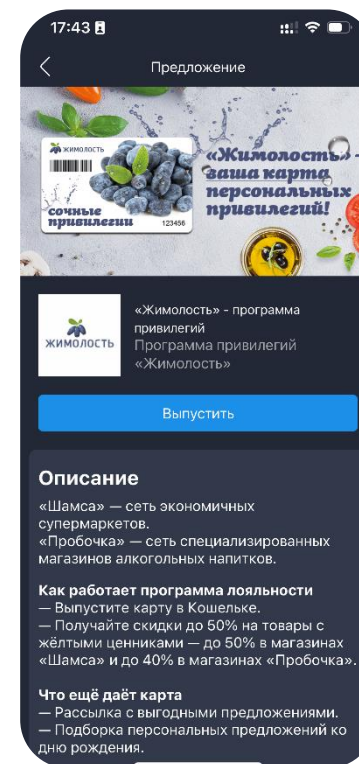 17:43
Предложение
жимолость
сочные
привилегии
123456
«Жимолость» -
ваша карта
персональных
привилегий!
ЖИМОЛОСТЬ
«Жимолость» - программа
привилегий
Программа привилегий
«Жимолость»
Выпустить
Описание
«Шамса» — сеть экономичных
супермаркетов.
«Пробочка» — сеть специализированных
магазинов алкогольных напитков.
Как работает программа лояльности
— Выпустите карту в Кошельке.
— Получайте скидки до 50% на товары с
жёлтыми ценниками — до 50% в магазинах
«Шамса» и до 40% в магазинах «Пробочка».
Что ещё даёт карта
— Рассылка с выгодными предложениями.
— Подборка персональных предложений ко
дню рождения.